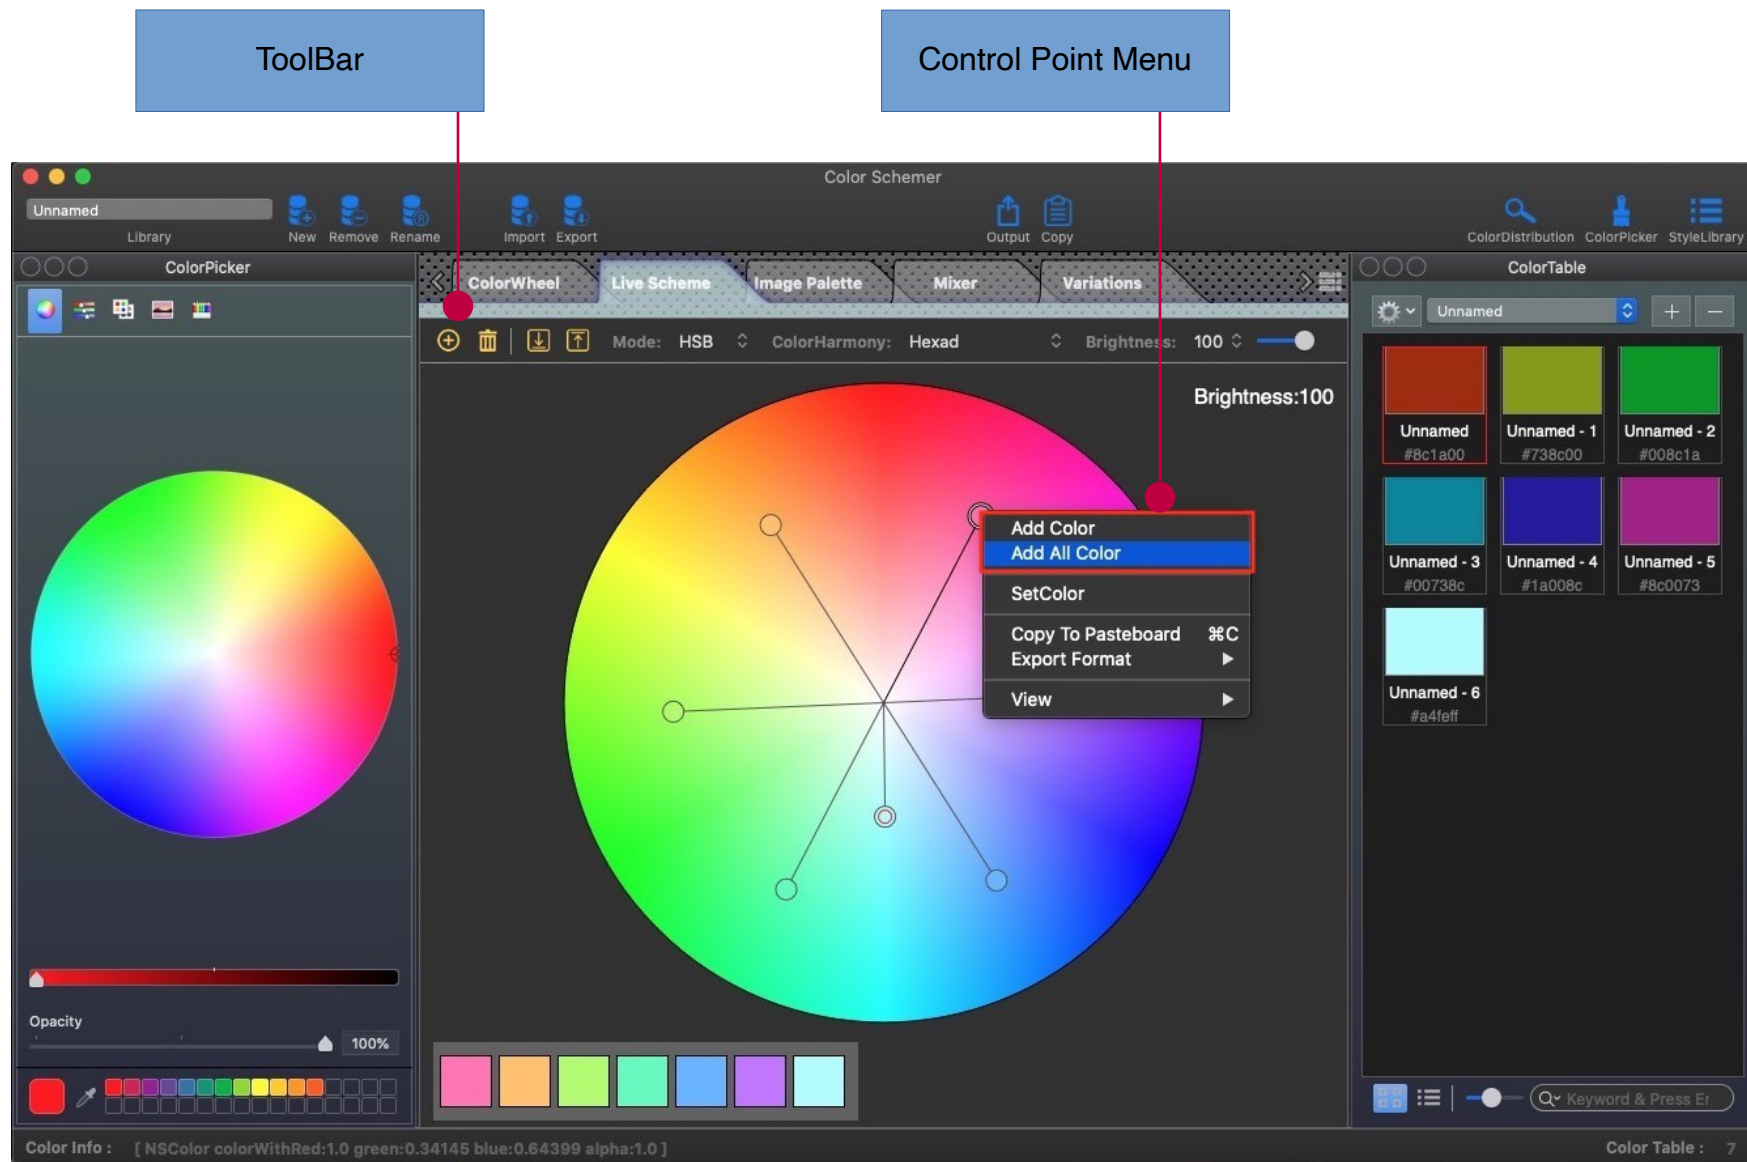 ToolBar
Control Point Menu
Color Schemer
Unnamed
Library
New
Remove
Rename
Import
Export
Output
Copy
ColorDistribution
ColorPicker
StyleLibrary
ColorPicker
ColorWheel
Live Scheme
Image Palette
Mixer
Variations
ColorTable
Unnamed
Mode: HSB
ColorHarmony: Hexad
Brightness: 100
Brightness:100
Add Color
Add All Color
SetColor
Copy To Pasteboard ⌘C
Export Format
View
Unnamed
#8c1a00
Unnamed - 1
#738c00
Unnamed - 2
#008c1a
Unnamed - 3
#00738c
Unnamed - 4
#1a008c
Unnamed - 5
#8c0073
Unnamed - 6
#a4feff
Opacity
100%
Keyword & Press Er
Color Info : [ NSColor colorWithRed:1.0 green:0.34145 blue:0.64399 alpha:1.0 ]
Color Table : 7